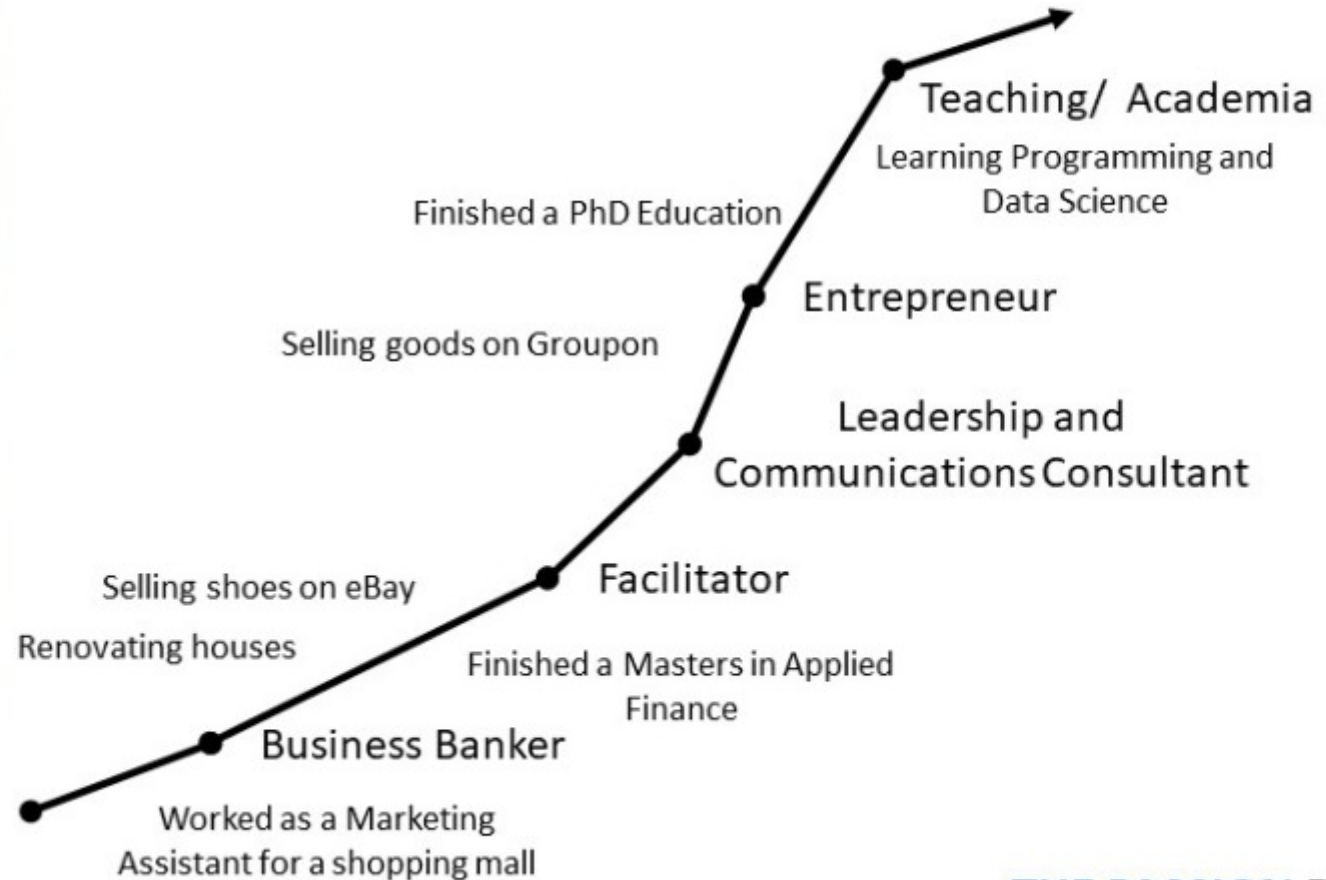 Teaching/ Academia
Learning Programming and
Data Science
Finished a PhD Education
Entrepreneur
Selling goods on Groupon
Leadership and
Communications Consultant
Selling shoes on eBay
Facilitator
Renovating houses
Finished a Masters in Applied
Finance
Business Banker
Worked as a Marketing
Assistant for a shopping mall